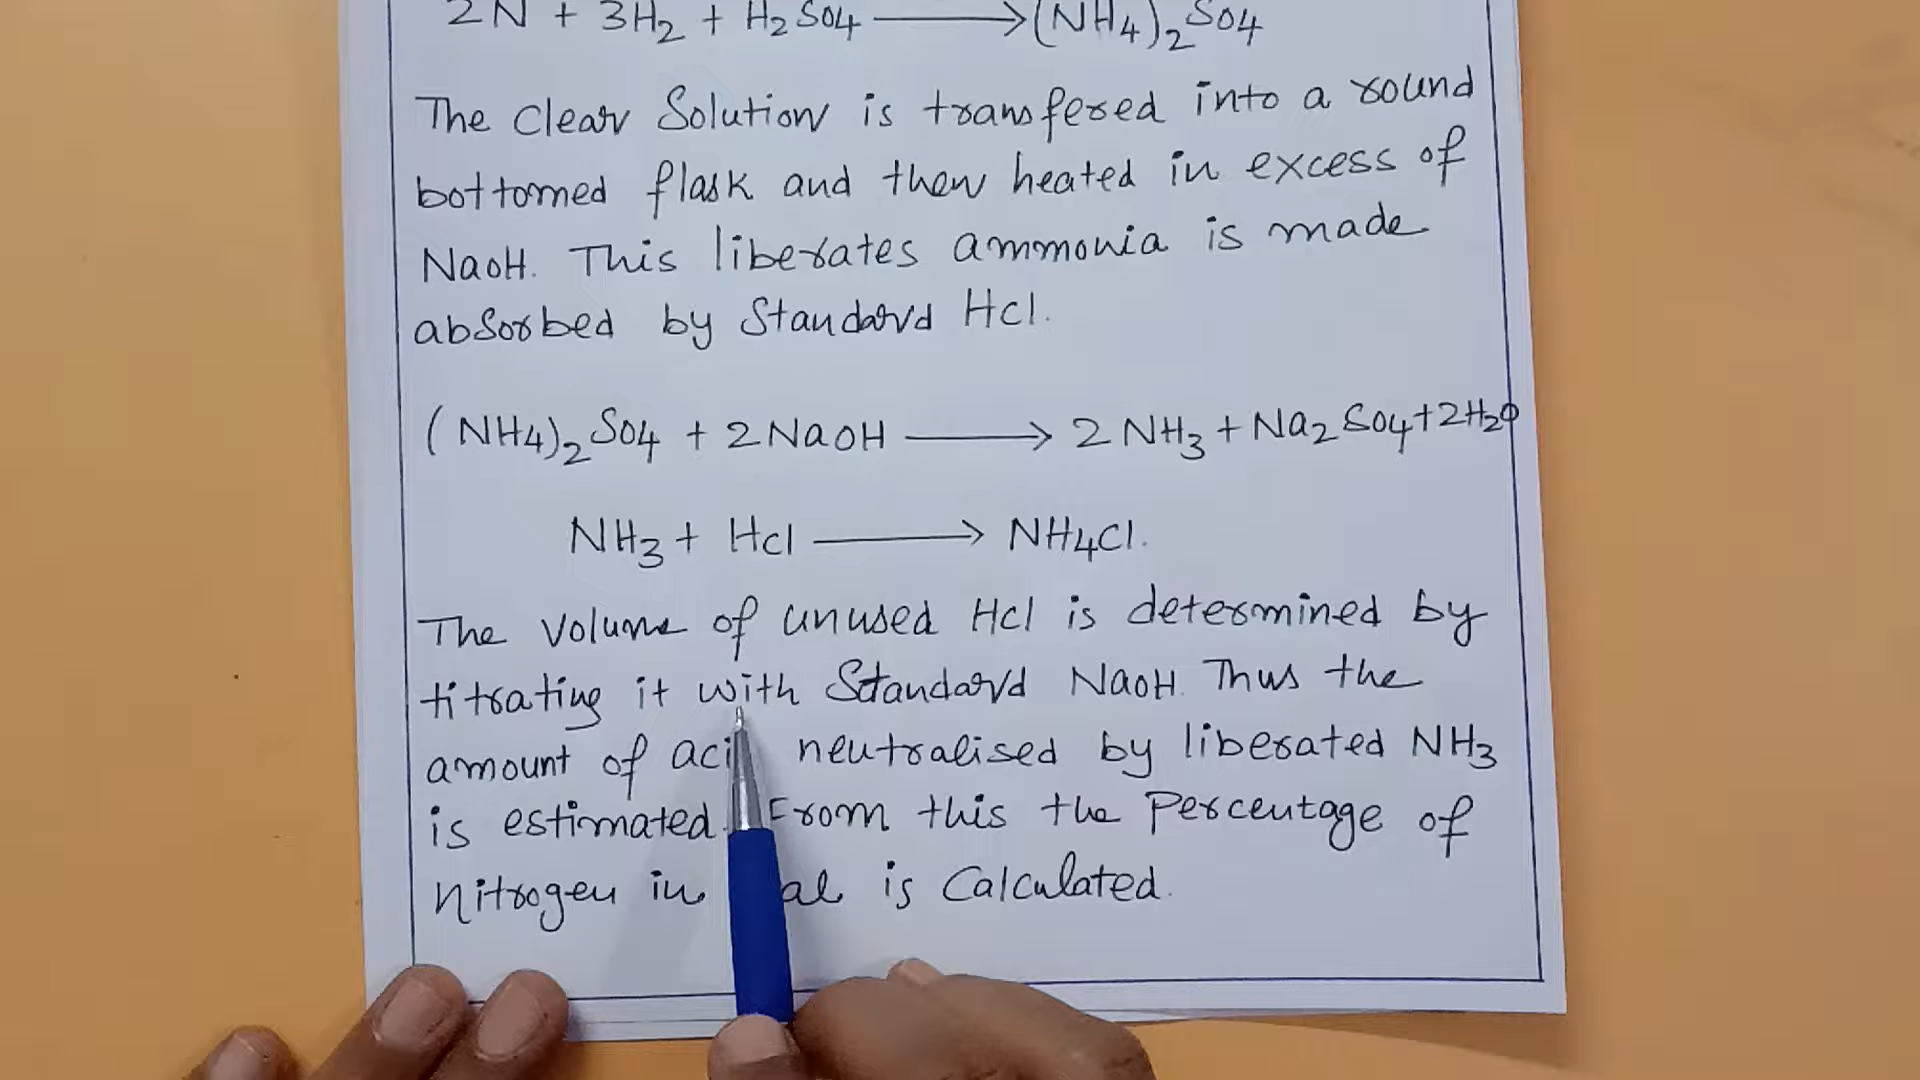 2N + 3H2 + H2SO4 ⟶ (NH4)2SO4
The Clear Solution is transfered into a round
bottomed flask and then heated in excess of
NaOH. This liberates ammonia is made
absorbed by Standard Hcl.
(NH4)2SO4 + 2NaOH ⟶ 2NH3 + Na2SO4 + 2H2O
NH3 + Hcl ⟶ NH4Cl.
The Volume of unused Hcl is determined by
titrating it with Standard NaOH. Thus the
amount of neutralised by liberated NH3
is estimated. From this the Percentage of
Nitrogen in is Calculated.